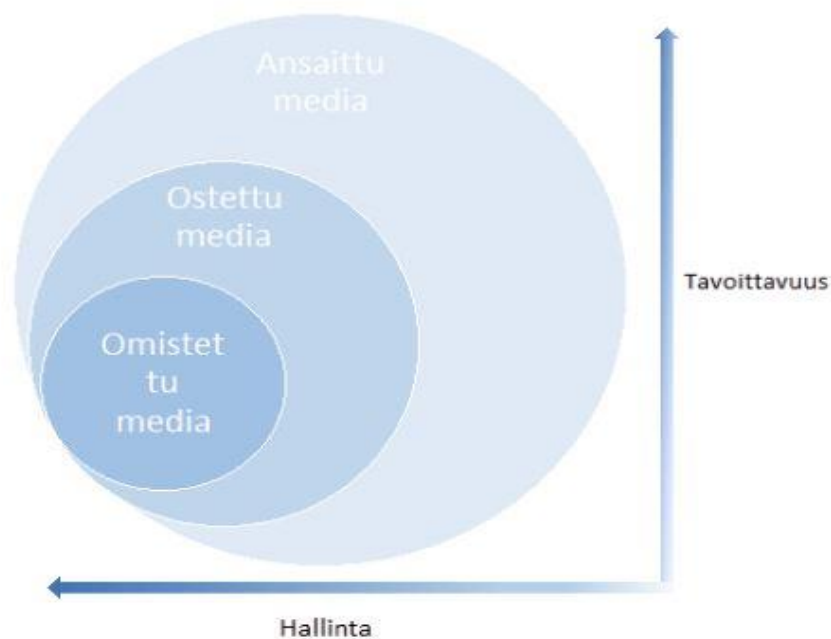 Ansaittu
media
Ostettu
media
Omistet
tu
media
Tavoittavuus
Hallinta